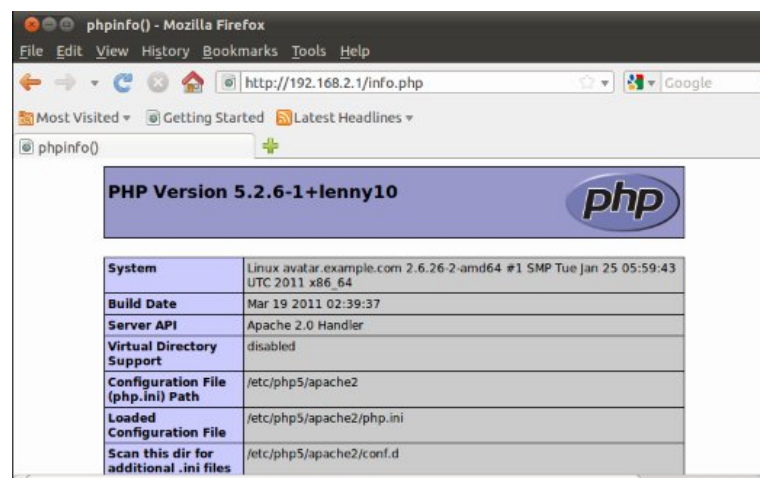 phpinfo() - Mozilla Firefox
File Edit View History Bookmarks Tools Help
http://192.168.2.1/info.php
Google
Most Visited
Getting Started
Latest Headlines
phpinfo()
PHP Version 5.2.6-1+lenny10
php
System
Linux avatar.example.com 2.6.26-2-amd64 #1 SMP Tue Jan 25 05:59:43
UTC 2011 x86_64
Build Date
Mar 19 2011 02:39:37
Server API
Apache 2.0 Handler
Virtual Directory
Support
disabled
Configuration File
(php.ini) Path
/etc/php5/apache2
Loaded
Configuration File
/etc/php5/apache2/php.ini
Scan this dir for
additional .ini files
/etc/php5/apache2/conf.d